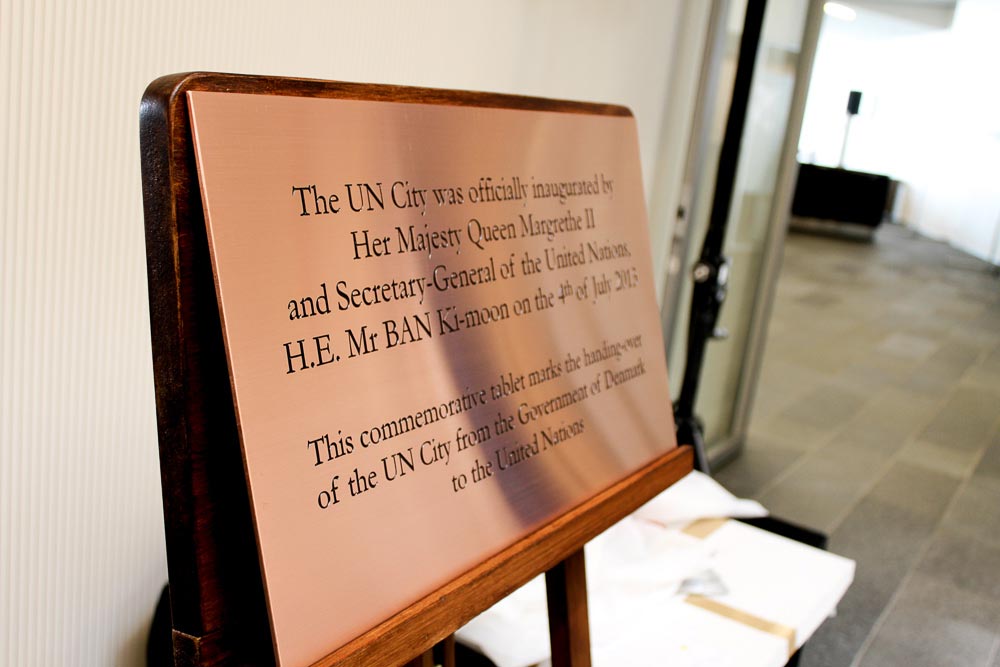 The UN City was officially inaugurated by
Her Majesty Queen Margrethe II
and Secretary-General of the United Nations,
H.E. Mr BAN Ki-moon on the 4th of July 2013
This commemorative tablet marks the handing-over
of the UN City from the Government of Denmark
to the United Nations